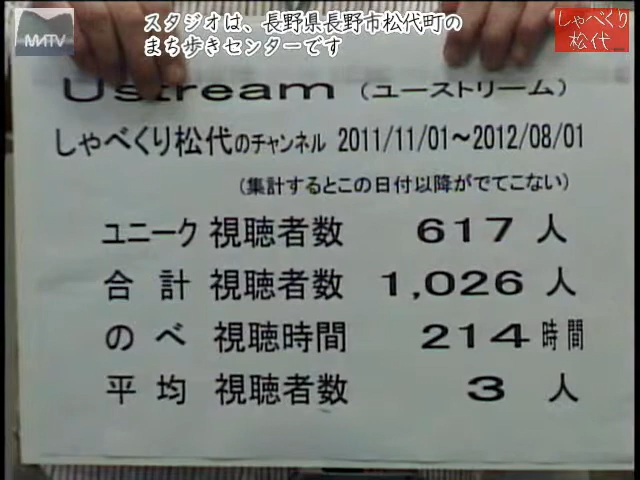 スタジオは、長野県長野市松代町の
まち歩きセンターです
MATV
しゃべくり
松代
Ustream（ユーストリーム）
しゃべくり松代のチャンネル 2011/11/01～2012/08/01
（集計するとこの日付以降がでてこない）
ユニーク 視聴者数 617 人
合計 視聴者数 1,026 人
のべ 視聴時間 214 時間
平均 視聴者数 3 人